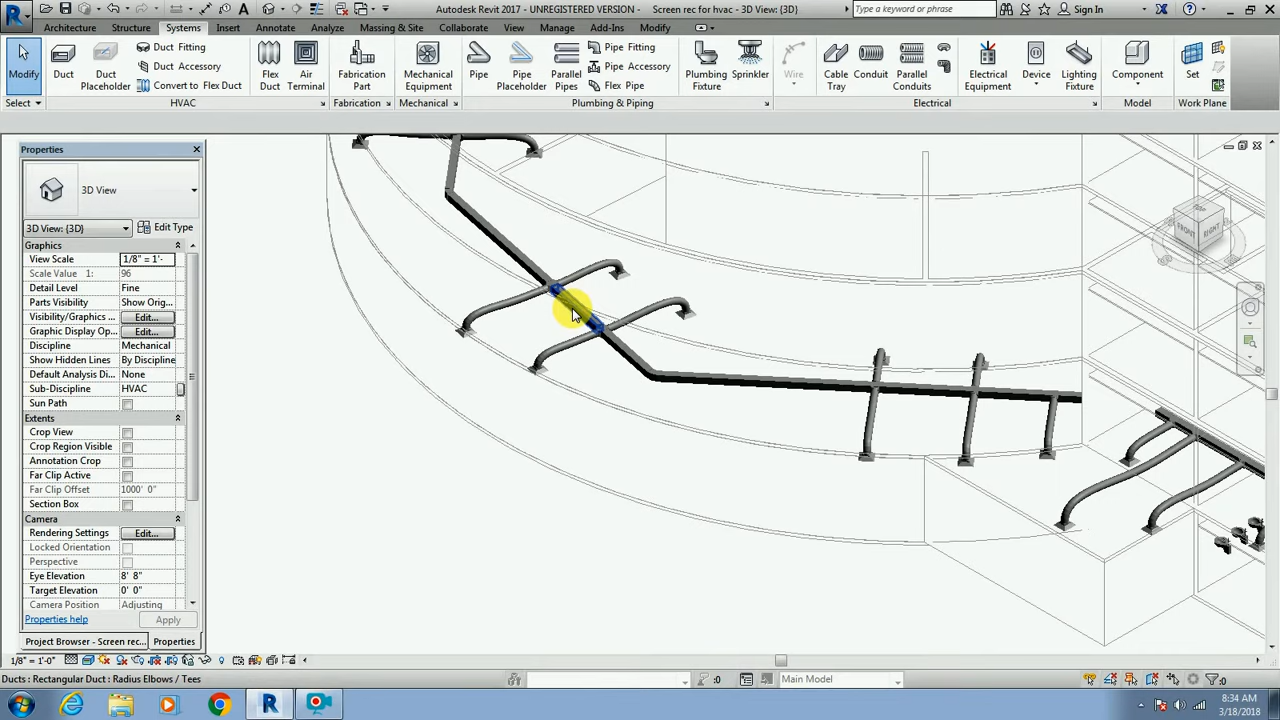 Autodesk Revit 2017 - UNREGISTERED VERSION - Screen rec for hvac - 3D View: {3D}
Type a keyword or phrase
Sign In
Architecture Structure Systems Insert Annotate Analyze Massing & Site Collaborate View Manage Add-Ins Modify
Modify
Duct
Duct Placeholder
Duct Fitting
Duct Accessory
Convert to Flex Duct
Flex Duct
Air Terminal
Fabrication Part
Mechanical Equipment
Pipe
Pipe Placeholder
Parallel Pipes
Pipe Fitting
Pipe Accessory
Flex Pipe
Plumbing Fixture
Sprinkler
Wire
Cable Tray
Conduit
Parallel Conduits
Electrical Equipment
Device
Lighting Fixture
Component
Set
Select HVAC Fabrication Mechanical Plumbing & Piping Electrical Model Work Plane
Properties
3D View
3D View: {3D} Edit Type
Graphics
View Scale 1/8" = 1'-
Scale Value 1: 96
Detail Level Fine
Parts Visibility Show Orig...
Visibility/Graphics ... Edit...
Graphic Display Op... Edit...
Discipline Mechanical
Show Hidden Lines By Discipline
Default Analysis Di... None
Sub-Discipline HVAC
Sun Path
Extents
Crop View
Crop Region Visible
Annotation Crop
Far Clip Active
Far Clip Offset 1000' 0"
Section Box
Camera
Rendering Settings Edit...
Locked Orientation
Perspective
Eye Elevation 8' 8"
Target Elevation 0' 0"
Camera Position Adjusting
Properties help Apply
Project Browser - Screen rec... Properties
FRONT RIGHT
1/8" = 1'-0"
Ducts : Rectangular Duct : Radius Elbows / Tees
:0
Main Model
:0
8:34 AM
3/18/2018